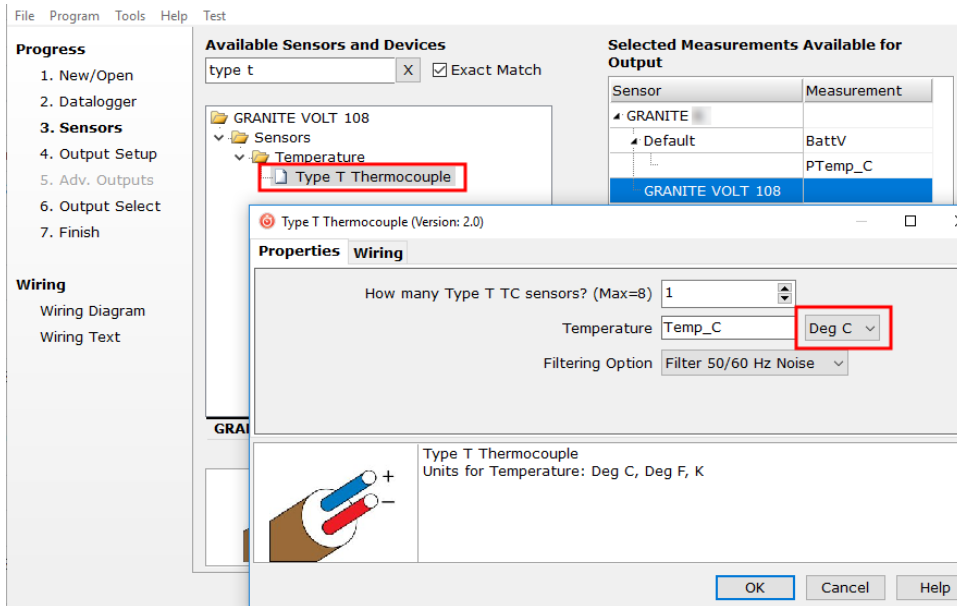 File Program Tools Help Test
Progress
1. New/Open
2. Datalogger
3. Sensors
4. Output Setup
5. Adv. Outputs
6. Output Select
7. Finish
Wiring
Wiring Diagram
Wiring Text
Available Sensors and Devices
type t X Exact Match
GRANITE VOLT 108
Sensors
Temperature
Type T Thermocouple
Selected Measurements Available for
Output
Sensor Measurement
GRANITE
Default BattV
PTemp_C
GRANITE VOLT 108
Type T Thermocouple (Version: 2.0)
Properties Wiring
How many Type T TC sensors? (Max=8) 1
Temperature Temp_C Deg C
Filtering Option Filter 50/60 Hz Noise
Type T Thermocouple
Units for Temperature: Deg C, Deg F, K
+
-
OK Cancel Help